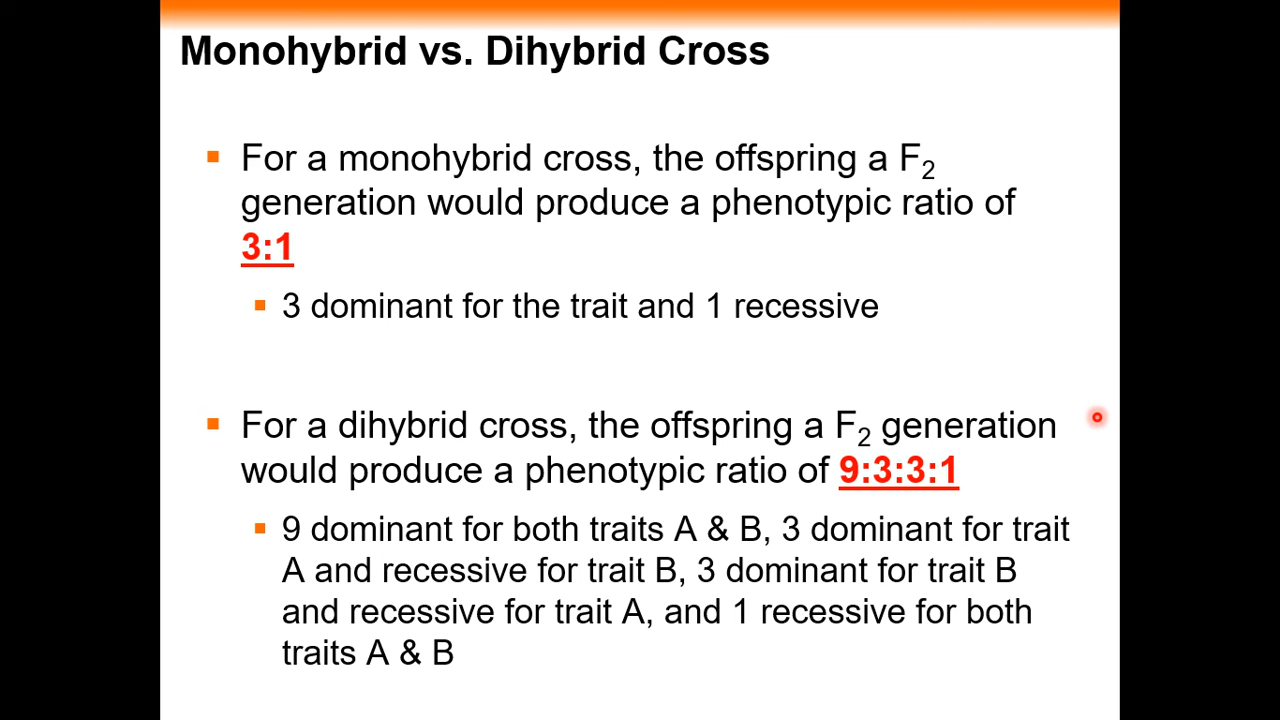 Monohybrid vs. Dihybrid Cross
For a monohybrid cross, the offspring a F₂
generation would produce a phenotypic ratio of
3:1
3 dominant for the trait and 1 recessive
For a dihybrid cross, the offspring a F₂ generation
would produce a phenotypic ratio of 9:3:3:1
9 dominant for both traits A & B, 3 dominant for trait
A and recessive for trait B, 3 dominant for trait B
and recessive for trait A, and 1 recessive for both
traits A & B